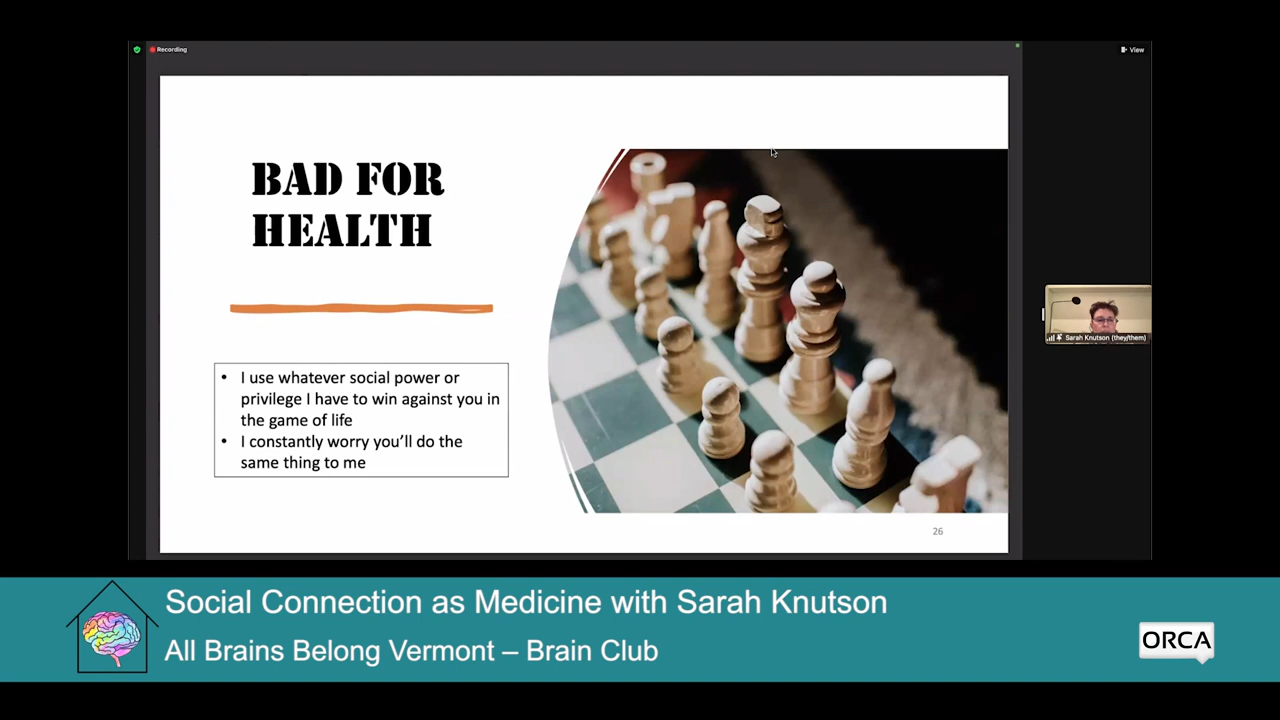 Recording
View
BAD FOR
HEALTH
• I use whatever social power or
privilege I have to win against you in
the game of life
• I constantly worry you’ll do the
same thing to me
26
Sarah Knutson (they/them)
Social Connection as Medicine with Sarah Knutson
All Brains Belong Vermont – Brain Club
ORCA